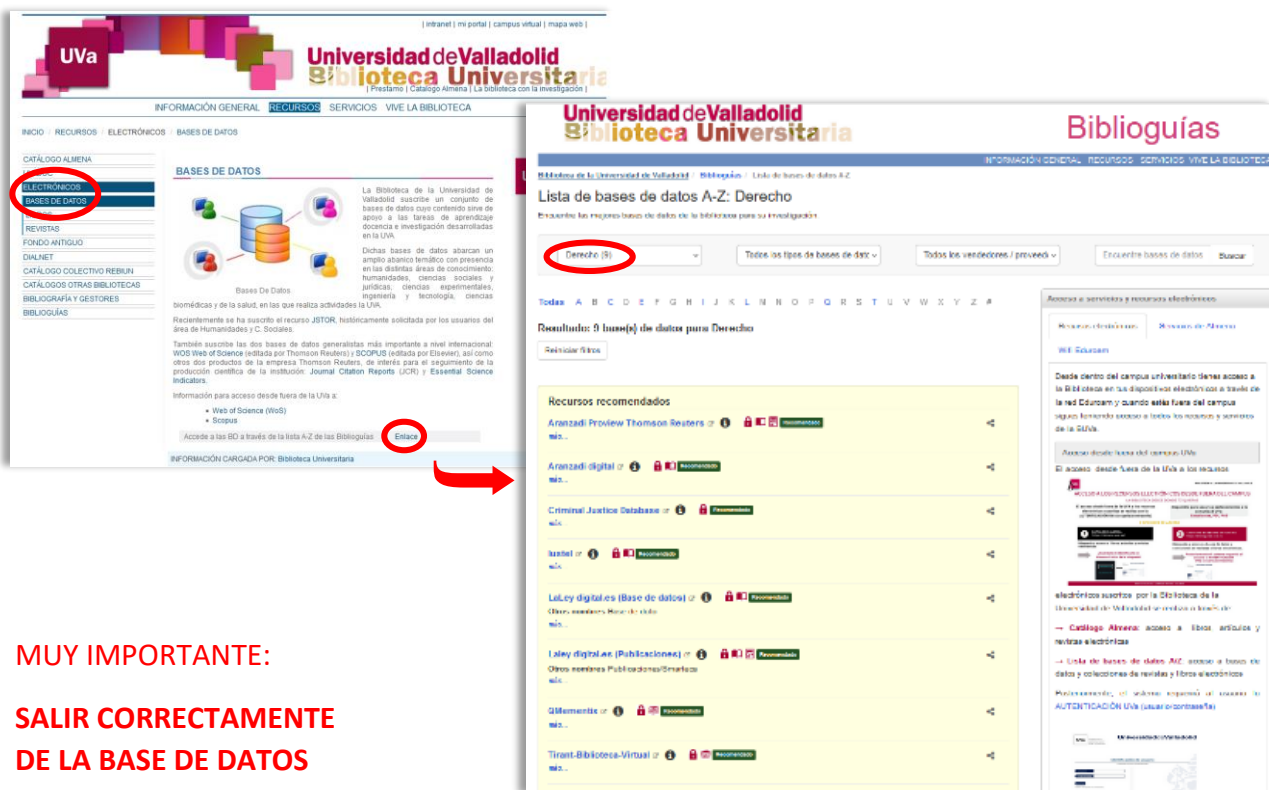 | intranet | mi portal | campus virtual | mapa web |
UVa
Universidad de Valladolid
Biblioteca Universitaria
| Préstamo | Catálogo Almena | La biblioteca con la investigación |
INFORMACIÓN GENERAL RECURSOS SERVICIOS VIVE LA BIBLIOTECA
INICIO / RECURSOS / ELECTRÓNICOS / BASES DE DATOS
CATÁLOGO ALMENA
ELECTRÓNICOS
BASES DE DATOS
REVISTAS
FONDO ANTIGUO
DIALNET
CATÁLOGO COLECTIVO REBIUN
CATÁLOGOS OTRAS BIBLIOTECAS
BIBLIOGRAFÍA Y GESTORES
BIBLIOGUÍAS
BASES DE DATOS
La Biblioteca de la Universidad de
Valladolid suscribe un conjunto de
bases de datos cuyo contenido sirve de
apoyo a las tareas de aprendizaje
docencia e investigación desarrolladas
en la UVA.
Dichas bases de datos abarcan un
amplio abanico temático con presencia
en las distintas áreas de conocimiento:
humanidades, ciencias sociales y
jurídicas, ciencias experimentales,
ingeniería y tecnología, ciencias
Bases De Datos
biomédicas y de la salud, en las que realiza actividades la UVA.
Recientemente se ha suscrito el recurso JSTOR, históricamente solicitada por los usuarios del
área de Humanidades y C. Sociales.
También suscribe las dos bases de datos generalistas más importante a nivel internacional:
WOS Web of Science (editada por Thomson Reuters) y SCOPUS (editada por Elsevier), así como
otros dos productos de la empresa Thomson Reuters, de interés para el seguimiento de la
producción científica de la institución: Journal Citation Reports (JCR) y Essential Science
Indicators.
Información para acceso desde fuera de la UVa a:
• Web of Science (WoS)
• Scopus
Accede a las BD a través de la lista A-Z de las Biblioguías Enlace
INFORMACIÓN CARGADA POR: Biblioteca Universitaria
MUY IMPORTANTE:
SALIR CORRECTAMENTE
DE LA BASE DE DATOS
Universidad de Valladolid
Biblioteca Universitaria
Biblioguías
INFORMACIÓN GENERAL RECURSOS SERVICIOS VIVE LA BIBLIOTECA
Biblioteca de la Universidad de Valladolid / Biblioguías / Lista de bases de datos A-Z
Lista de bases de datos A-Z: Derecho
Encuentre las mejores bases de datos de la biblioteca para su investigación
Derecho (9) Todos los tipos de bases de datc Todos los vendedores / proveed Encuentre bases de datos Buscar
Todas A B C D E F G H I J K L M N O P Q R S T U V W X Y Z #
Resultado: 9 base(s) de datos para Derecho
Reiniciar filtros
Recursos recomendados
Aranzadi Proview Thomson Reuters Recomendado
más...
Aranzadi digital Recomendado
más...
Criminal Justice Database Recomendado
más
Iustel Recomendado
más
LaLey digital.es (Base de datos) Recomendado
Otros nombres Base de dato
más...
Laley digital.es (Publicaciones) Recomendado
Otros nombres Publicaciones/Smarteca
más...
QMementix Recomendado
más...
Tirant-Biblioteca-Virtual Recomendado
más...
Acceso a servicios y recursos electrónicos
Recursos electrónicos Servicios de Almena
Wifi Eduroam
Desde dentro del campus universitario tienes acceso a
la Biblioteca en tus dispositivos electrónicos a través de
la red Eduroam y cuando estés fuera del campus
sigues teniendo acceso a todos los recursos y servicios
de la BUVa.
Acceso desde fuera del campus UVa
El acceso desde fuera de la UVa a los recursos
ACCESO A LOS RECURSOS ELECTRÓNICOS DESDE FUERA DEL CAMPUS
electrónicos suscritos por la Biblioteca de la
Universidad de Valladolid se realiza a través de
→ Catálogo Almena: acceso a libros, artículos y
revistas electrónicas
→ Lista de bases de datos A/Z: acceso a bases de
datos y colecciones de revistas y libros electrónicos
Posteriormente, el sistema requerirá al usuario la
AUTENTICACIÓN UVa (usuario/contraseña)
UVa Universidad de Valladolid